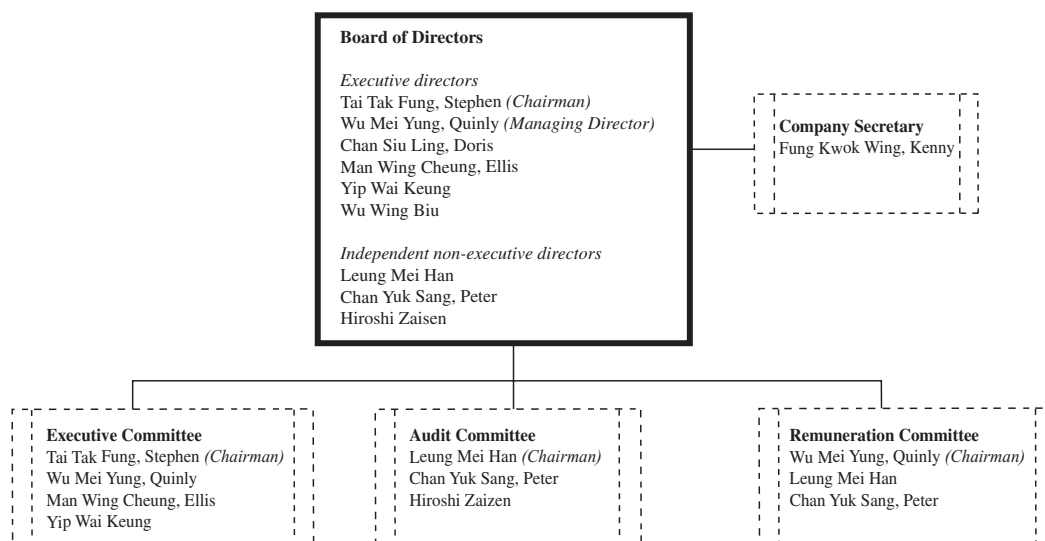 Board of Directors
Executive directors
Tai Tak Fung, Stephen (Chairman)
Wu Mei Yung, Quinly (Managing Director)
Chan Siu Ling, Doris
Man Wing Cheung, Ellis
Yip Wai Keung
Wu Wing Biu
Independent non-executive directors
Leung Mei Han
Chan Yuk Sang, Peter
Hiroshi Zaisen
Company Secretary
Fung Kwok Wing, Kenny
Executive Committee
Tai Tak Fung, Stephen (Chairman)
Wu Mei Yung, Quinly
Man Wing Cheung, Ellis
Yip Wai Keung
Audit Committee
Leung Mei Han (Chairman)
Chan Yuk Sang, Peter
Hiroshi Zaizen
Remuneration Committee
Wu Mei Yung, Quinly (Chairman)
Leung Mei Han
Chan Yuk Sang, Peter